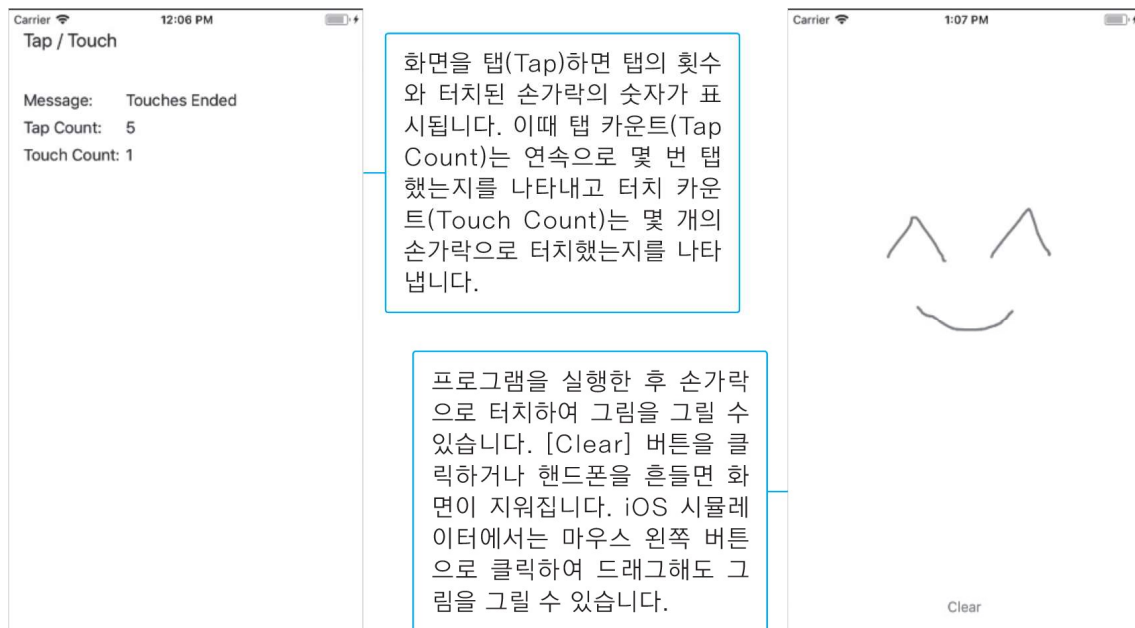 Carrier 12:06 PM
Tap / Touch
Message: Touches Ended
Tap Count: 5
Touch Count: 1
화면을 탭(Tap)하면 탭의 횟수
와 터치된 손가락의 숫자가 표
시됩니다. 이때 탭 카운트(Tap
Count)는 연속으로 몇 번 탭
했는지를 나타내고 터치 카운
트(Touch Count)는 몇 개의
손가락으로 터치했는지를 나타
냅니다.
프로그램을 실행한 후 손가락
으로 터치하여 그림을 그릴 수
있습니다. [Clear] 버튼을 클
릭하거나 핸드폰을 흔들면 화
면이 지워집니다. iOS 시뮬레
이터에서는 마우스 왼쪽 버튼
으로 클릭하여 드래그해도 그
림을 그릴 수 있습니다.
Carrier 1:07 PM
Clear